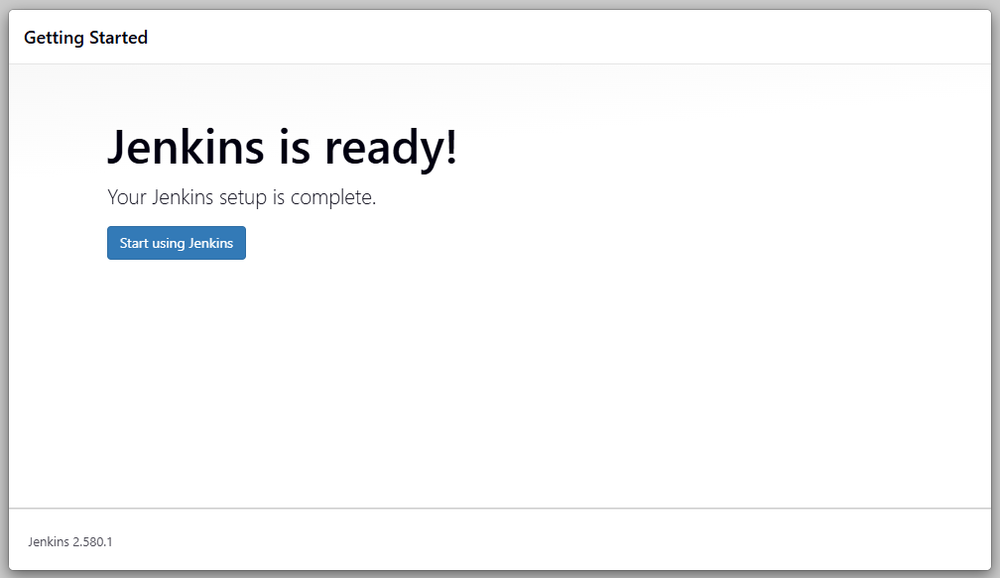 Getting Started
Jenkins is ready!
Your Jenkins setup is complete.
Start using Jenkins
Jenkins 2.580.1